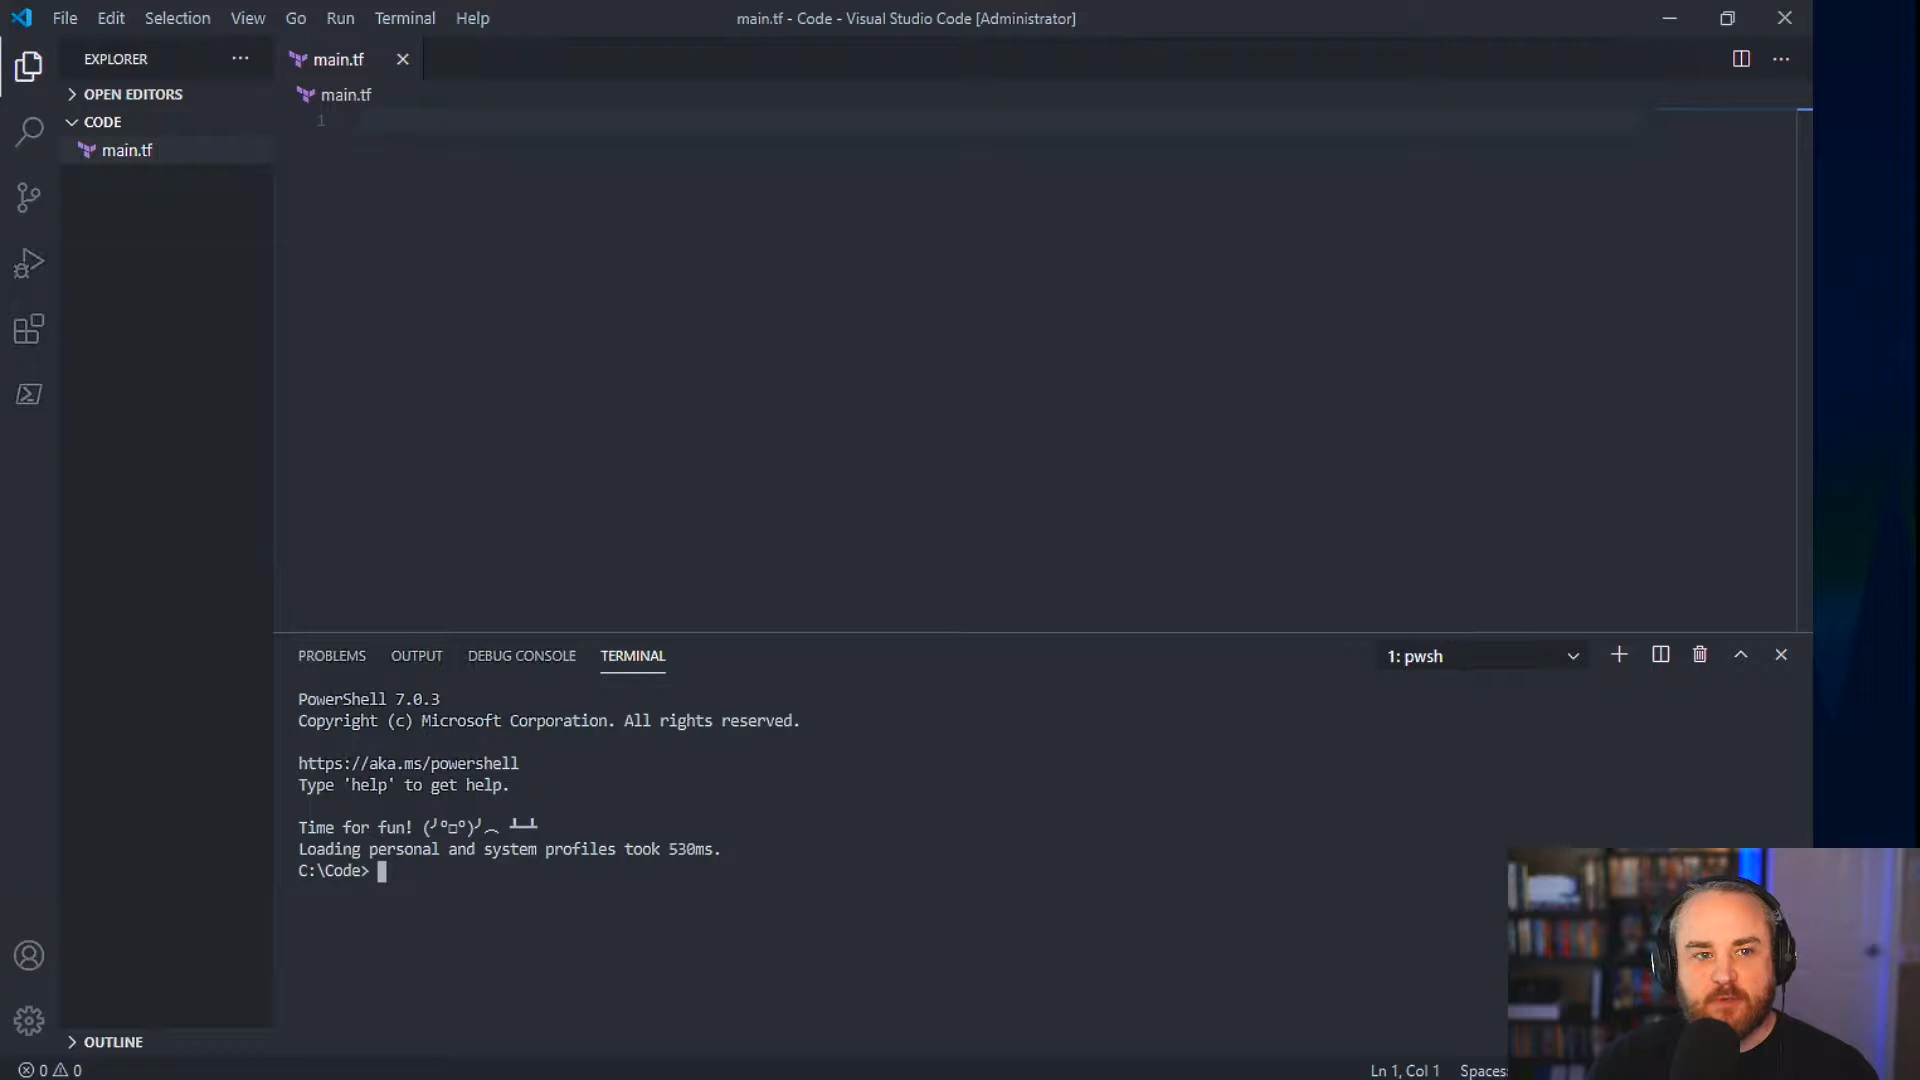 File Edit Selection View Go Run Terminal Help
main.tf - Code - Visual Studio Code [Administrator]
EXPLORER
OPEN EDITORS
CODE
main.tf
OUTLINE
main.tf
main.tf
1
PROBLEMS OUTPUT DEBUG CONSOLE TERMINAL
1: pwsh
PowerShell 7.0.3
Copyright (c) Microsoft Corporation. All rights reserved.
https://aka.ms/powershell
Type 'help' to get help.
Time for fun! (╯°□°)╯︵ ┻━┻
Loading personal and system profiles took 530ms.
C:\Code>
0 0
Ln 1, Col 1 Spaces: